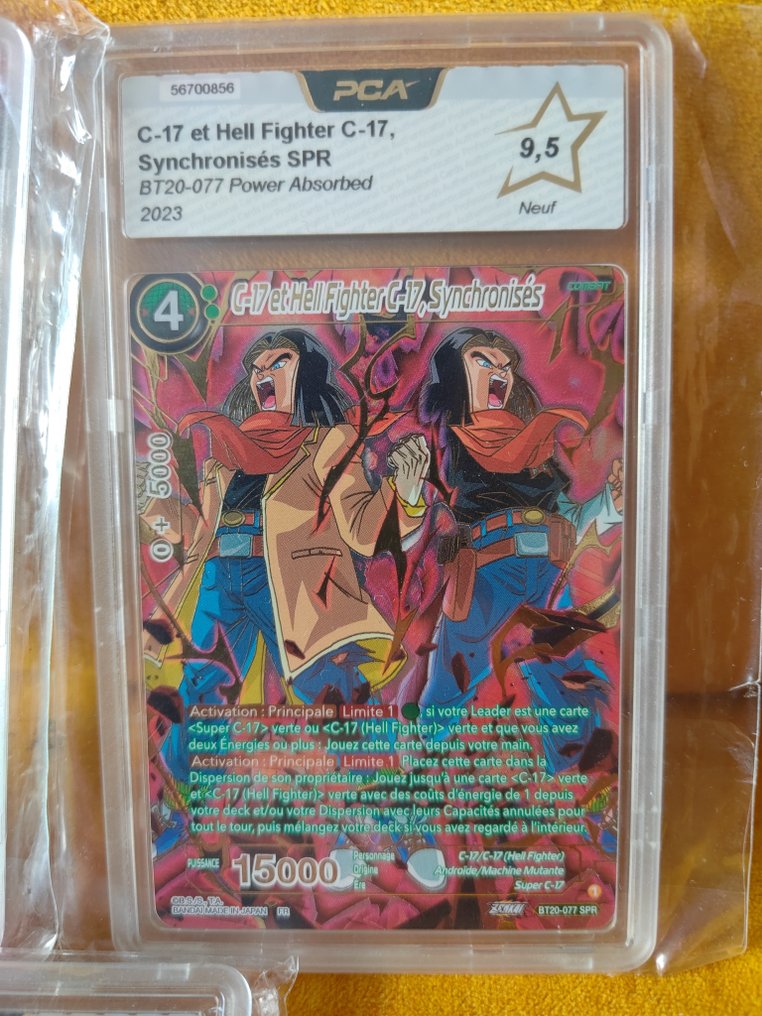 56700856
PCA
C-17 et Hell Fighter C-17,
Synchronisés SPR
BT20-077 Power Absorbed
2023
9,5
Neuf
4
C-17 et Hell Fighter C-17, Synchronisés
COMBAT
0 + 5000
Activation : Principale Limite 1 , si votre Leader est une carte
<Super C-17> verte ou <C-17 (Hell Fighter)> verte et que vous avez
deux Énergies ou plus : Jouez cette carte depuis votre main.
Activation : Principale Limite 1 Placez cette carte dans la
Dispersion de son propriétaire : Jouez jusqu'à une carte <C-17> verte
et <C-17 (Hell Fighter)> verte avec des coûts d'énergie de 1 depuis
votre deck et/ou votre Dispersion avec leurs Capacités annulées pour
tout le tour, puis mélangez votre deck si vous avez regardé à l'intérieur.
PUISSANCE 15000
Personnage C-17/C-17 (Hell Fighter)
Origine Androïde/Machine Mutante
Ère Super C-17
1
©B.S./S., T.A.
BANDAI MADE IN JAPAN FR
ZENKAI
BT20-077 SPR